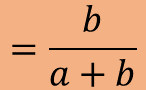 = b / (a + b)